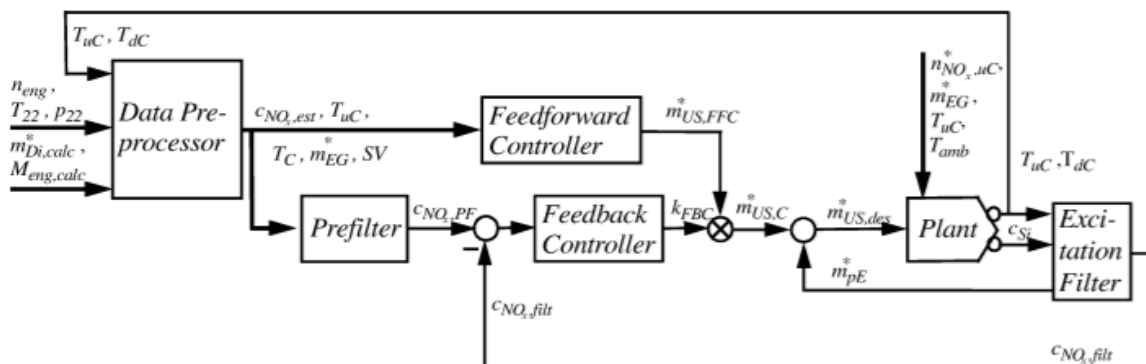 T_uC , T_dC
n_eng ,
T_22 , p_22
m*_Di,calc ,
M_eng,calc
Data Pre-
processor
c_NOx,est , T_uC ,
T_C , m*_EG , SV
Feedforward
Controller
m*_US,FFC
Prefilter
c_NOx,PF
−
Feedback
Controller
k_FBC
m*_US,C
m*_US,des
n*_NOx,uC,
m*_EG ,
T_uC,
T_amb
Plant
T_uC ,T_dC
c_Si
Exci-
tation
Filter
m*_pE
c_NOx,filt
c_NOx,filt